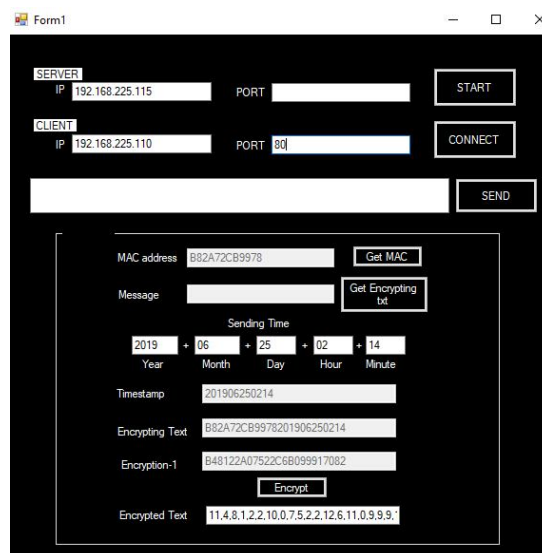 Form1
SERVER
IP 192.168.225.115 PORT START
CLIENT
IP 192.168.225.110 PORT 80 CONNECT
SEND
MAC address B82A72CB9978 Get MAC
Message Get Encrypting txt
Sending Time
2019 + 06 + 25 + 02 + 14
Year Month Day Hour Minute
Timestamp 201906250214
Encrypting Text B82A72CB9978201906250214
Encryption-1 B48122A07522C6B099917082
Encrypt
Encrypted Text 11,4,8,1,2,2,10,0,7,5,2,2,12,6,11,0,9,9,9,